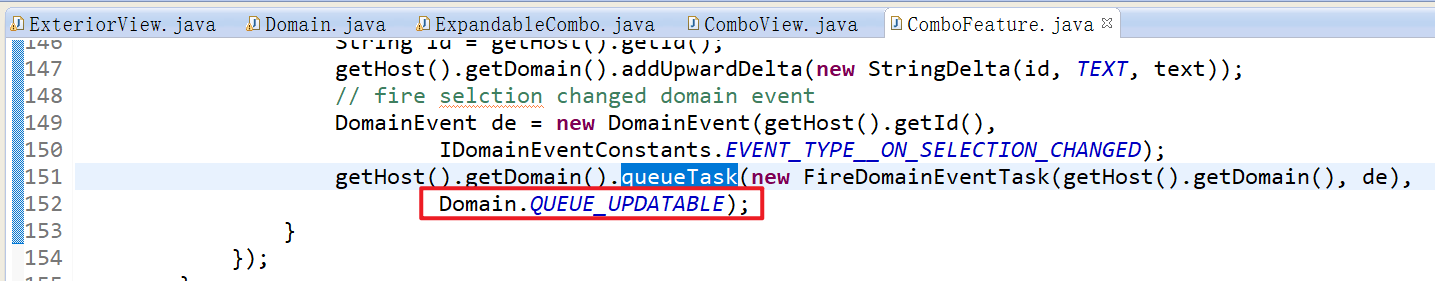 ExteriorView.java Domain.java ExpandableCombo.java ComboView.java ComboFeature.java
146 String id = getHost().getId();
147 getHost().getDomain().addUpwardDelta(new StringDelta(id, TEXT, text));
148 // fire selction changed domain event
149 DomainEvent de = new DomainEvent(getHost().getId(),
150 IDomainEventConstants.EVENT_TYPE__ON_SELECTION_CHANGED);
151 getHost().getDomain().queueTask(new FireDomainEventTask(getHost().getDomain(), de),
152 Domain.QUEUE_UPDATABLE);
153 }
154 });
155 }